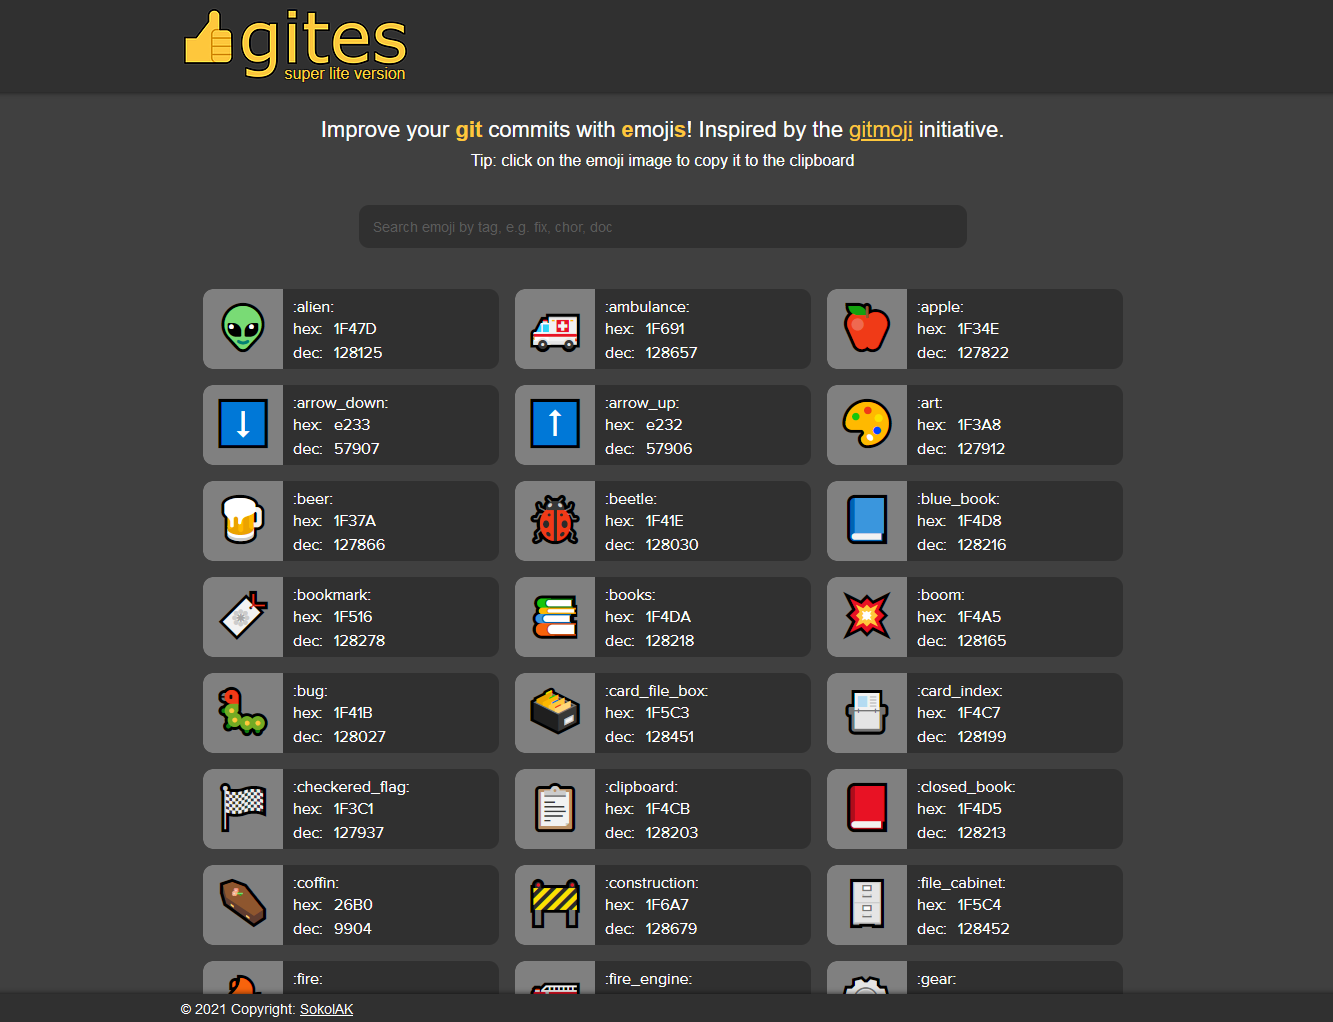 gites
super lite version
Improve your git commits with emojis! Inspired by the gitmoji initiative.
Tip: click on the emoji image to copy it to the clipboard
Search emoji by tag, e.g. fix, chor, doc
:alien:
hex: 1F47D
dec: 128125
:ambulance:
hex: 1F691
dec: 128657
:apple:
hex: 1F34E
dec: 127822
:arrow_down:
hex: e233
dec: 57907
:arrow_up:
hex: e232
dec: 57906
:art:
hex: 1F3A8
dec: 127912
:beer:
hex: 1F37A
dec: 127866
:beetle:
hex: 1F41E
dec: 128030
:blue_book:
hex: 1F4D8
dec: 128216
:bookmark:
hex: 1F516
dec: 128278
:books:
hex: 1F4DA
dec: 128218
:boom:
hex: 1F4A5
dec: 128165
:bug:
hex: 1F41B
dec: 128027
:card_file_box:
hex: 1F5C3
dec: 128451
:card_index:
hex: 1F4C7
dec: 128199
:checkered_flag:
hex: 1F3C1
dec: 127937
:clipboard:
hex: 1F4CB
dec: 128203
:closed_book:
hex: 1F4D5
dec: 128213
:coffin:
hex: 26B0
dec: 9904
:construction:
hex: 1F6A7
dec: 128679
:file_cabinet:
hex: 1F5C4
dec: 128452
:fire:
:fire_engine:
:gear:
© 2021 Copyright: SokolAK